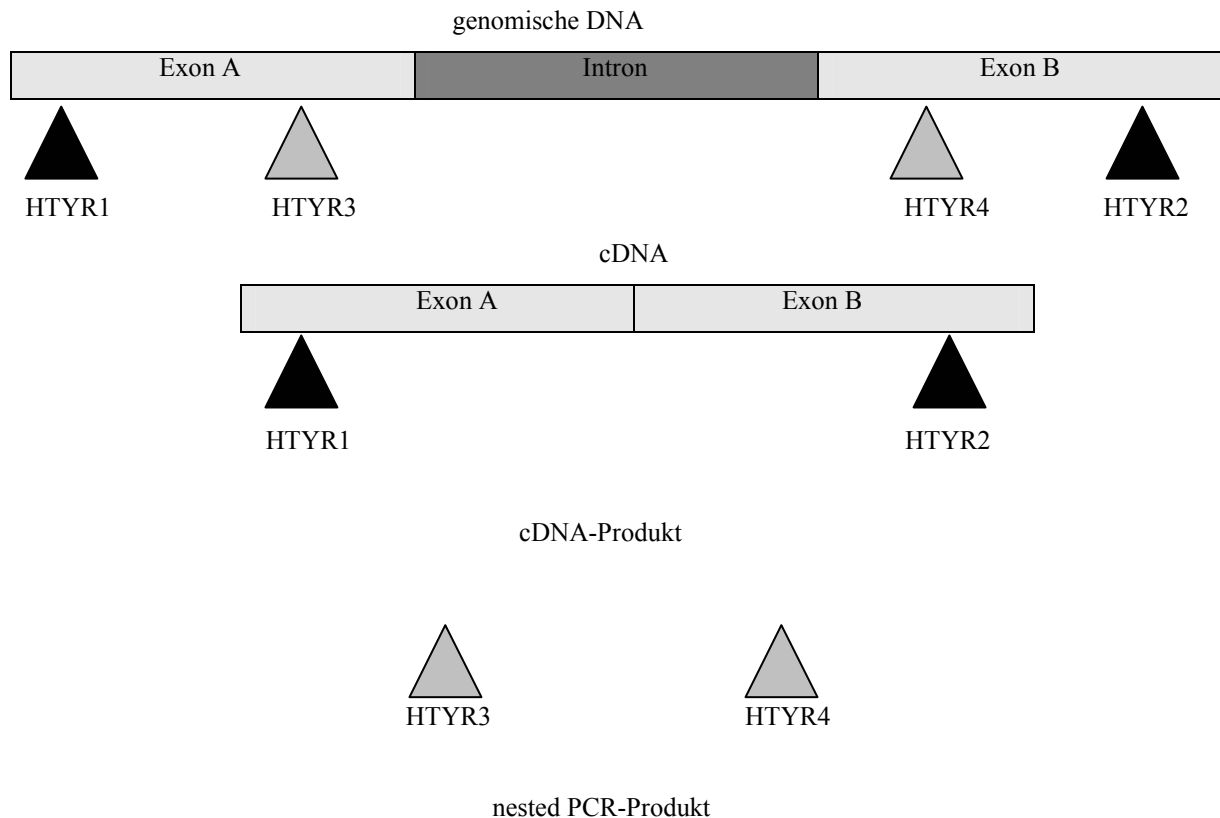 genomische DNA
Exon A Intron Exon B
HTYR1 HTYR3 HTYR4 HTYR2
cDNA
Exon A Exon B
HTYR1 HTYR2
cDNA-Produkt
HTYR3 HTYR4
nested PCR-Produkt